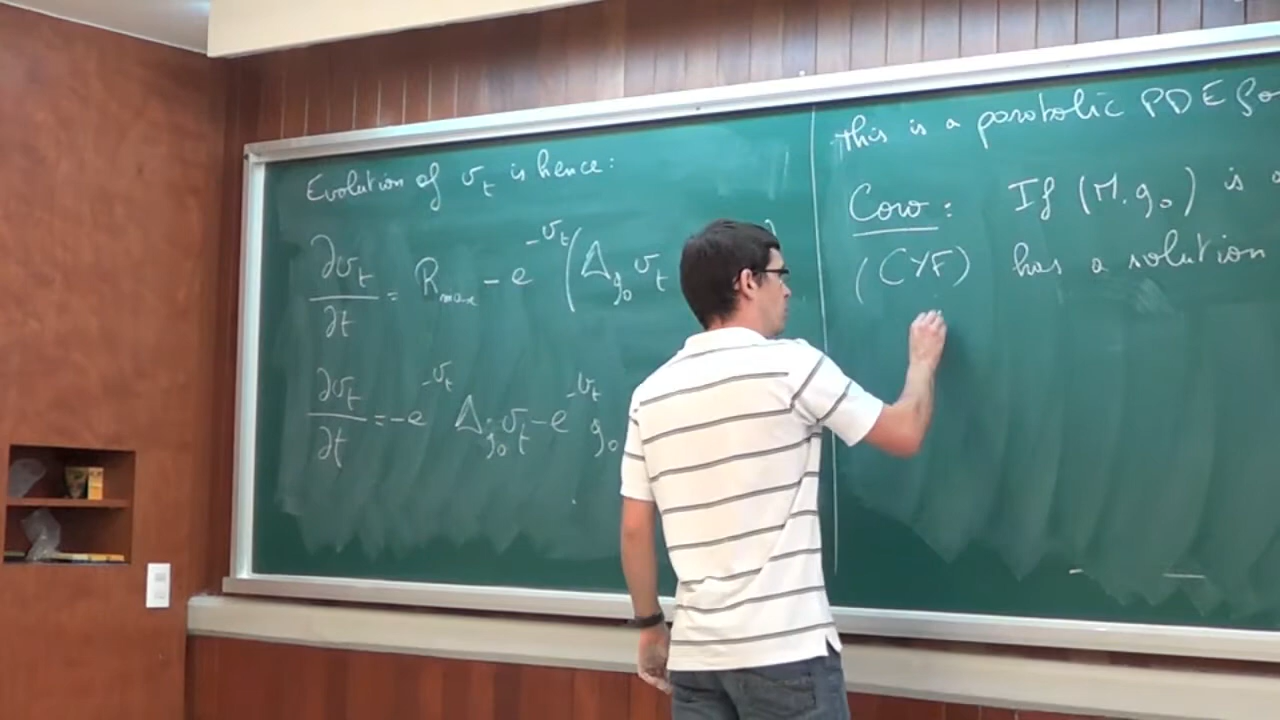 Evolution of v_t is hence:
∂v_t/∂t = R_max - e^{-v_t}(Δ_{g_0} v_t
∂v_t/∂t = -e^{-v_t} Δ_{g_0} v_t - e^{-v_t} g_0
this is a parabolic PDE fo
Coro: If (M, g_0) is a
(CYF) has a solution